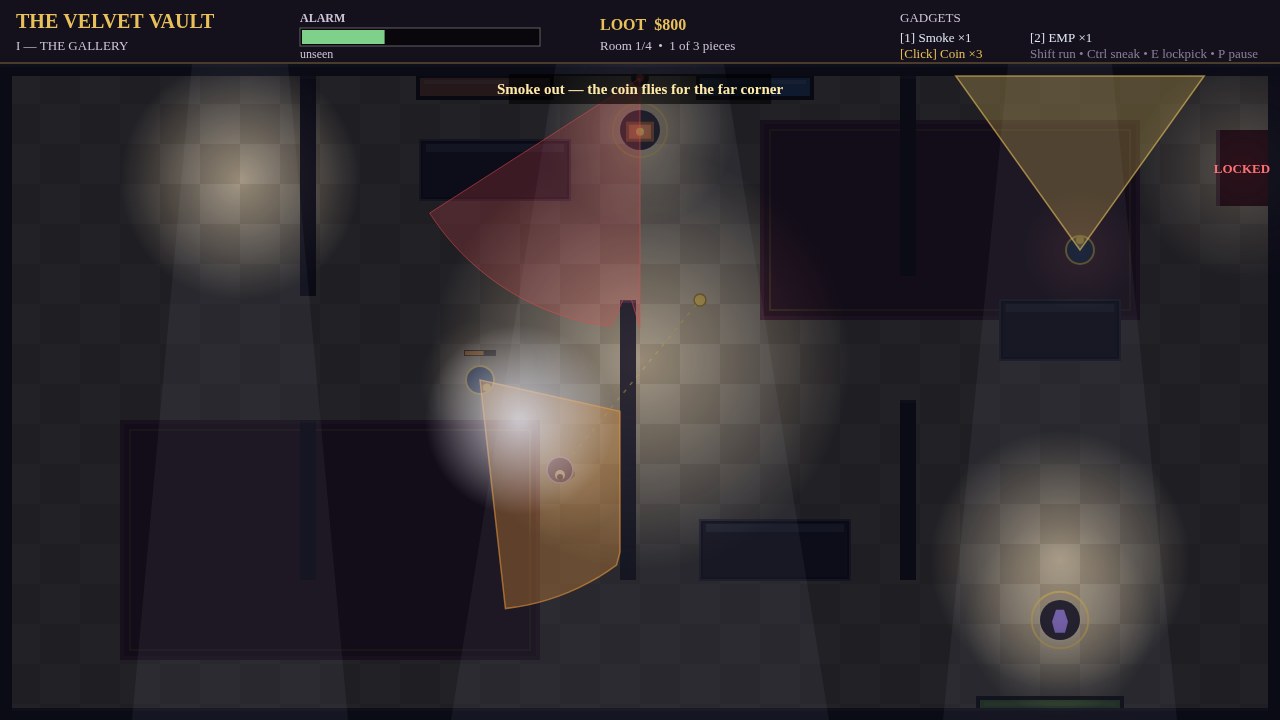 THE VELVET VAULT
I — THE GALLERY
ALARM
unseen
LOOT $800
Room 1/4 • 1 of 3 pieces
GADGETS
[1] Smoke ×1 [2] EMP ×1
[Click] Coin ×3 Shift run • Ctrl sneak • E lockpick • P pause
Smoke out — the coin flies for the far corner
LOCKED